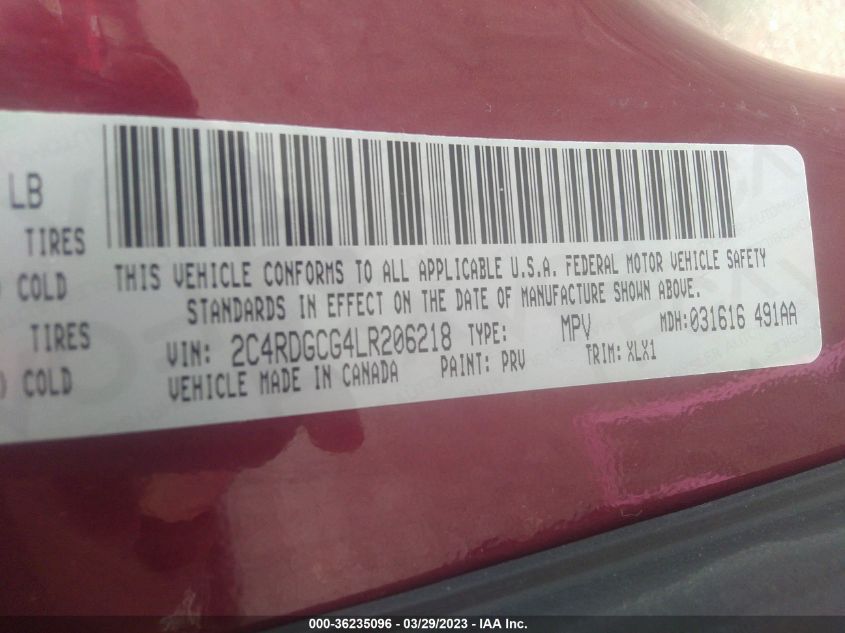 LB
TIRES
COLD
TIRES
COLD
THIS VEHICLE CONFORMS TO ALL APPLICABLE U.S.A. FEDERAL MOTOR VEHICLE SAFETY
STANDARDS IN EFFECT ON THE DATE OF MANUFACTURE SHOWN ABOVE.
VIN: 2C4RDGCG4LR206218 TYPE: MPV MDH:031616 491AA
VEHICLE MADE IN CANADA PAINT: PRV TRIM: XLX1
000-36235096 - 03/29/2023 - IAA Inc.